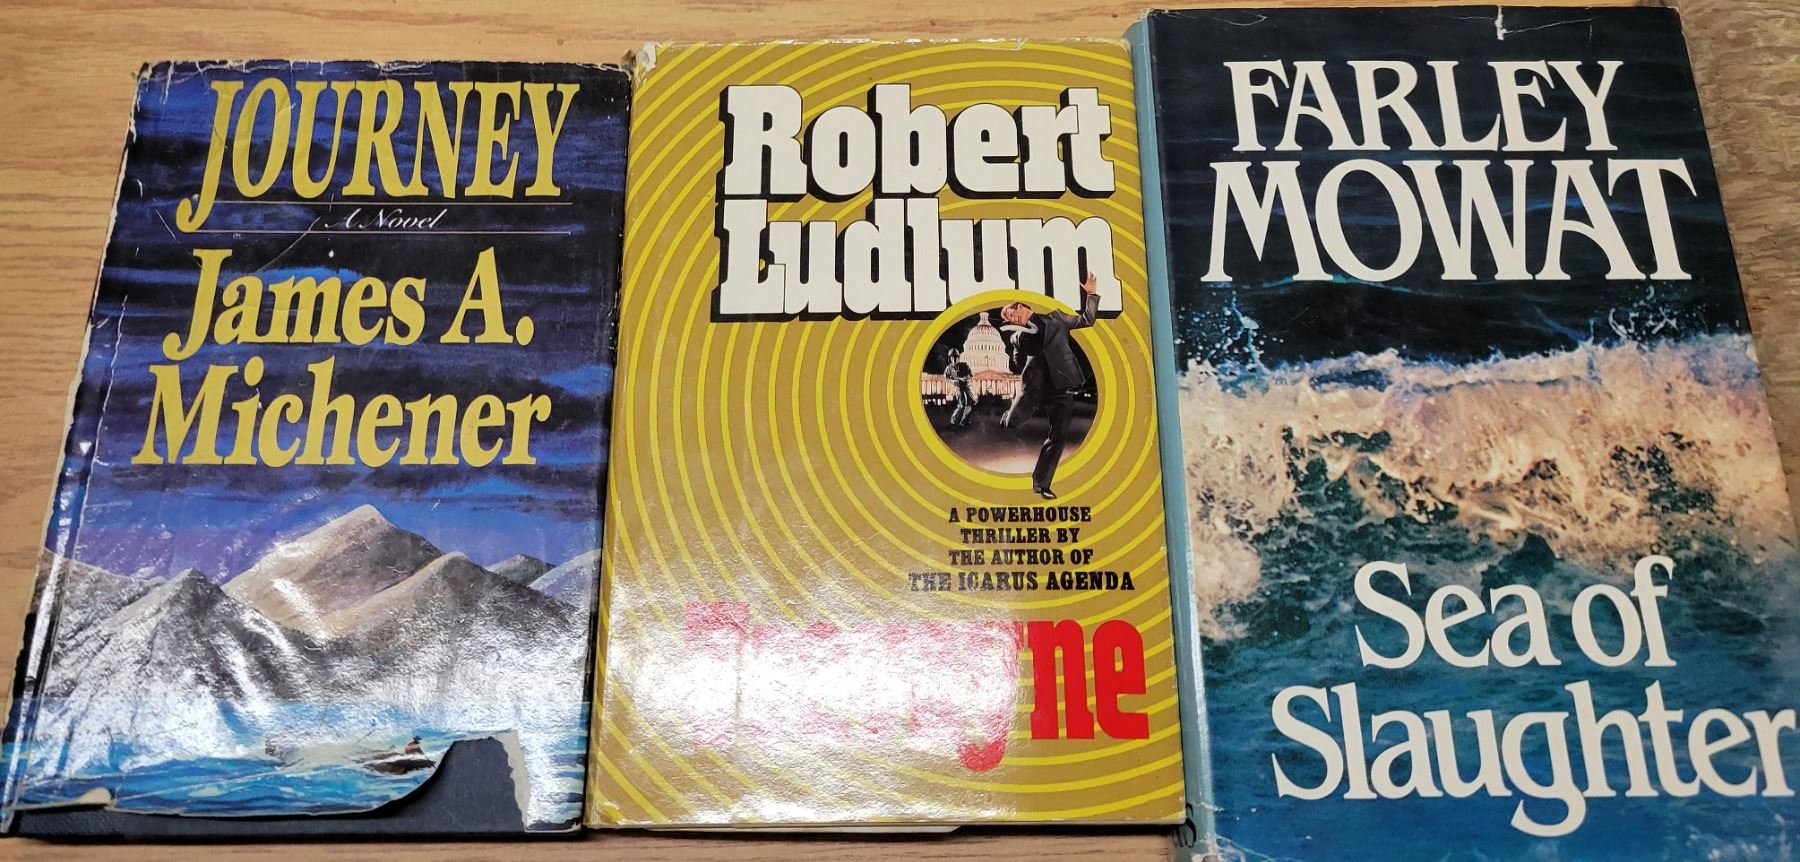 JOURNEY
A Novel
James A.
Michener
Robert
Ludlum
A POWERHOUSE
THRILLER BY
THE AUTHOR OF
THE ICARUS AGENDA
FARLEY
MOWAT
Sea of
Slaughter